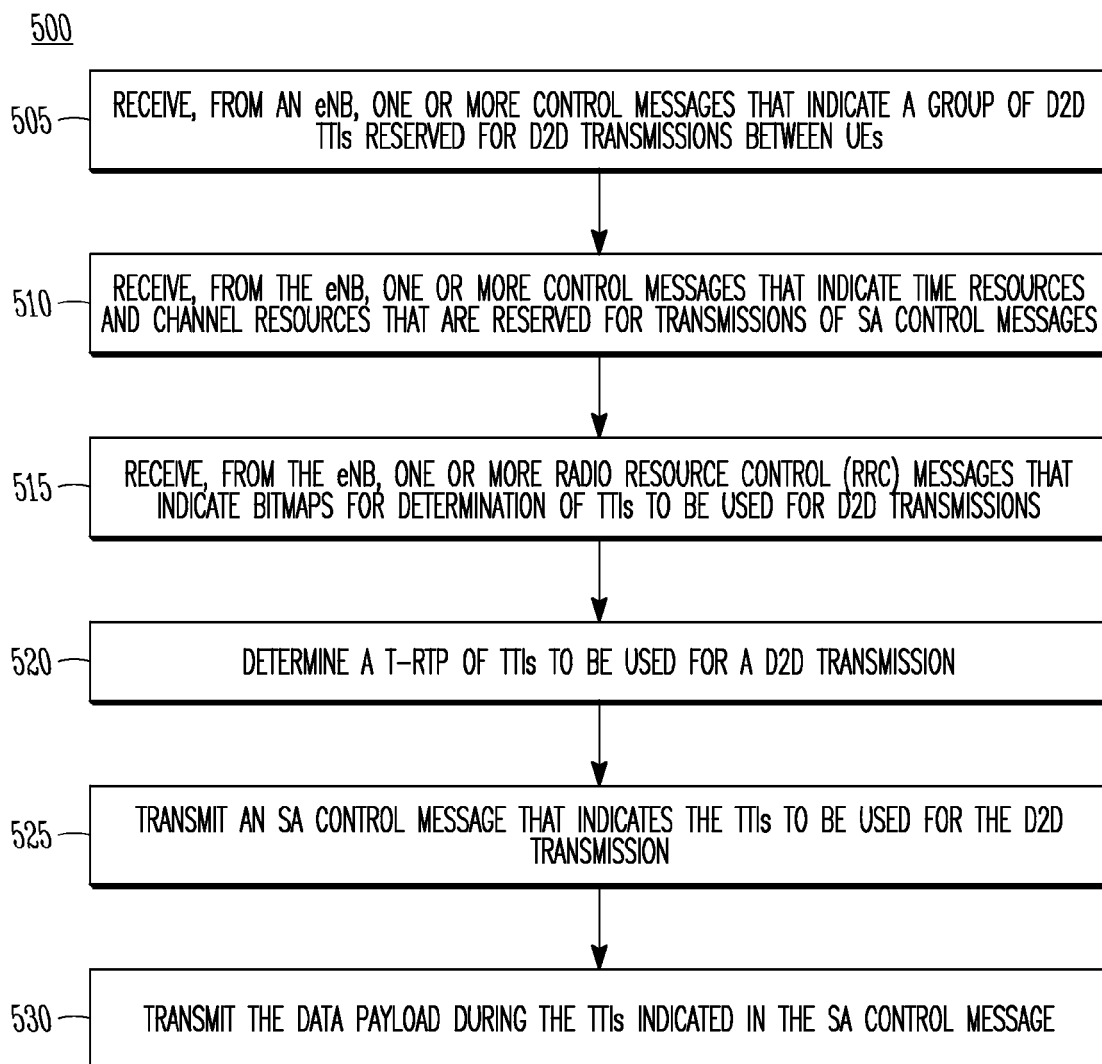 500
505
RECEIVE, FROM AN eNB, ONE OR MORE CONTROL MESSAGES THAT INDICATE A GROUP OF D2D
TTIs RESERVED FOR D2D TRANSMISSIONS BETWEEN UEs
510
RECEIVE, FROM THE eNB, ONE OR MORE CONTROL MESSAGES THAT INDICATE TIME RESOURCES
AND CHANNEL RESOURCES THAT ARE RESERVED FOR TRANSMISSIONS OF SA CONTROL MESSAGES
515
RECEIVE, FROM THE eNB, ONE OR MORE RADIO RESOURCE CONTROL (RRC) MESSAGES THAT
INDICATE BITMAPS FOR DETERMINATION OF TTIs TO BE USED FOR D2D TRANSMISSIONS
520
DETERMINE A T-RTP OF TTIs TO BE USED FOR A D2D TRANSMISSION
525
TRANSMIT AN SA CONTROL MESSAGE THAT INDICATES THE TTIs TO BE USED FOR THE D2D
TRANSMISSION
530
TRANSMIT THE DATA PAYLOAD DURING THE TTIs INDICATED IN THE SA CONTROL MESSAGE